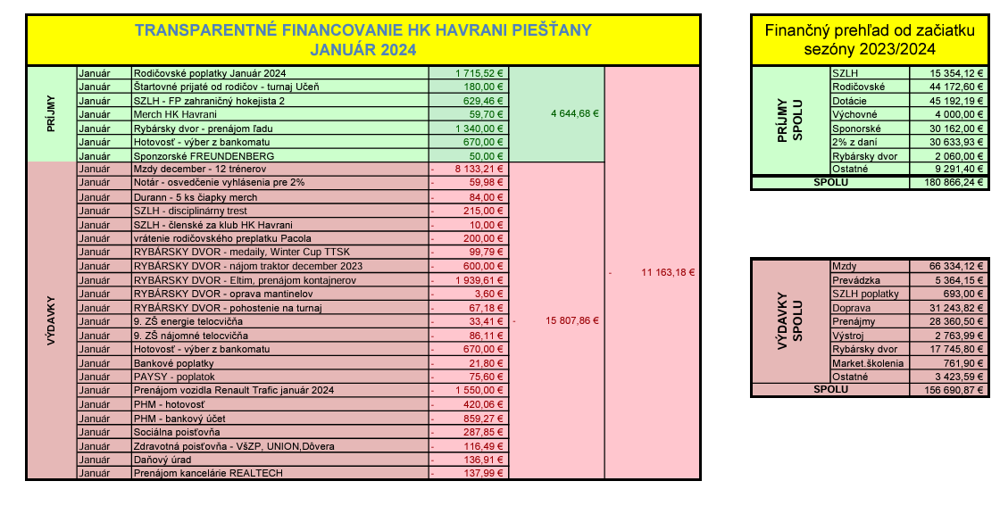 TRANSPARENTNÉ FINANCOVANIE HK HAVRANI PIEŠŤANY
JANUÁR 2024
PRÍJMY
Január Rodičovské poplatky Január 2024 1 715,52 €
Január Štartovné prijaté od rodičov - turnaj Učeň 180,00 €
Január SZLH - FP zahraničný hokejista 2 629,46 €
Január Merch HK Havrani 59,70 € 4 644,68 €
Január Rybársky dvor - prenájom ľadu 1 340,00 €
Január Hotovosť - výber z bankomatu 670,00 €
Január Sponzorské FREUNDENBERG 50,00 €
VÝDAVKY
Január Mzdy december - 12 trénerov - 8 133,21 €
Január Notár - osvedčenie vyhlásenia pre 2% - 59,98 €
Január Durann - 5 ks čiapky merch - 84,00 €
Január SZLH - disciplinárny trest - 215,00 €
Január SZLH - členské za klub HK Havrani - 10,00 €
Január vrátenie rodičovského preplatku Pacola - 200,00 €
Január RYBÁRSKY DVOR - medaily, Winter Cup TTSK - 99,79 €
Január RYBÁRSKY DVOR - nájom traktor december 2023 - 600,00 € - 11 163,18 €
Január RYBÁRSKY DVOR - Eltim, prenájom kontajnerov - 1 939,61 €
Január RYBÁRSKY DVOR - oprava mantinelov - 3,60 €
Január RYBÁRSKY DVOR - pohostenie na turnaj - 67,18 €
Január 9. ZŠ energie telocvičňa - 33,41 € - 15 807,86 €
Január 9. ZŠ nájomné telocvičňa - 86,11 €
Január Hotovosť - výber z bankomatu - 670,00 €
Január Bankové poplatky - 21,80 €
Január PAYSY - poplatok - 75,60 €
Január Prenájom vozidla Renault Trafic január 2024 - 1 550,00 €
Január PHM - hotovosť - 420,06 €
Január PHM - bankový účet - 859,27 €
Január Sociálna poisťovňa - 287,85 €
Január Zdravotná poisťovňa - VšZP, UNION,Dôvera - 116,49 €
Január Daňový úrad - 136,91 €
Január Prenájom kancelárie REALTECH - 137,99 €
Finančný prehľad od začiatku
sezóny 2023/2024
PRÍJMY
SPOLU
SZLH 15 354,12 €
Rodičovské 44 172,60 €
Dotácie 45 192,19 €
Výchovné 4 000,00 €
Sponorské 30 162,00 €
2% z daní 30 633,93 €
Rybársky dvor 2 060,00 €
Ostatné 9 291,40 €
SPOLU 180 866,24 €
VÝDAVKY
SPOLU
Mzdy 66 334,12 €
Prevádzka 5 364,15 €
SZLH poplatky 693,00 €
Doprava 31 243,82 €
Prenájmy 28 360,50 €
Výstroj 2 763,99 €
Rybársky dvor 17 745,80 €
Market.školenia 761,90 €
Ostatné 3 423,59 €
SPOLU 156 690,87 €